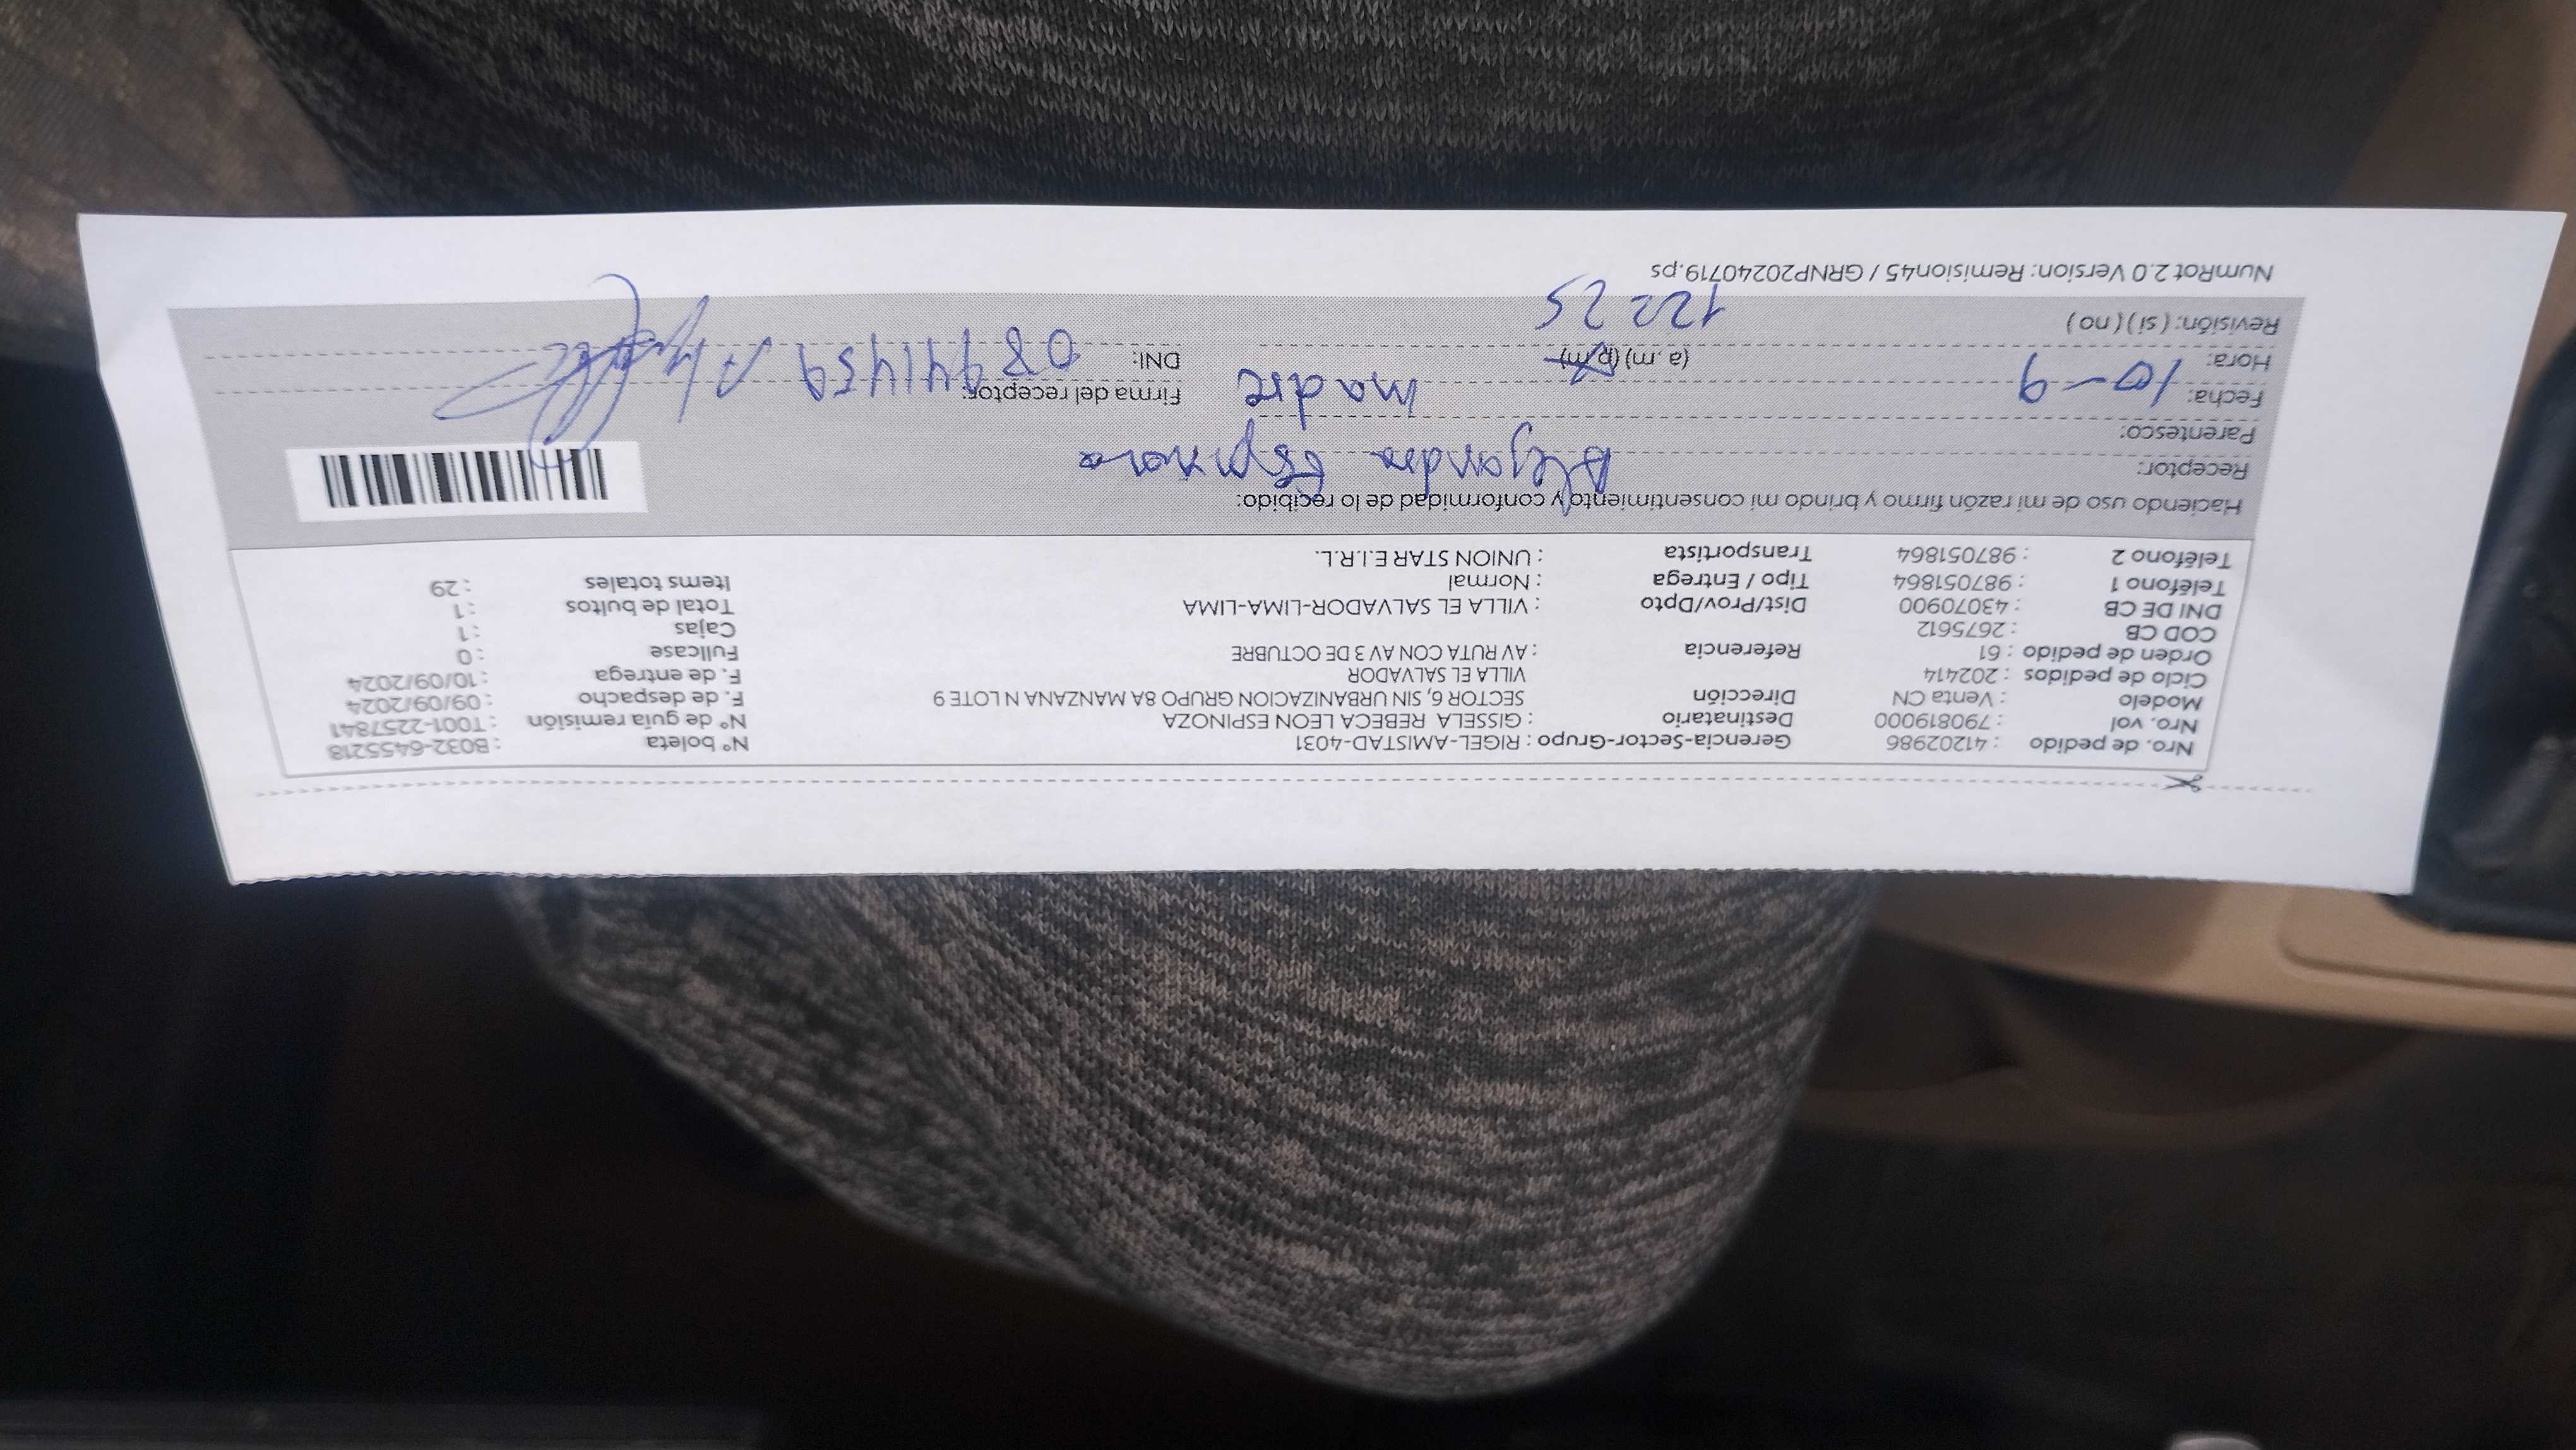 Nro. de pedido : 41202986 Gerencia-Sector-Grupo : RIGEL-AMISTAD-4031 N° boleta : B032-6455218
Nro. vol : 790819000 Destinatario : GISSELA REBECA LEON ESPINOZA N° de guía remisión : T001-2257841
Modelo : Venta CN Dirección SECTOR 6, SIN URBANIZACION GRUPO 8A MANZANA N LOTE 9 F. de despacho : 09/09/2024
Ciclo de pedidos : 202414 VILLA EL SALVADOR F. de entrega : 10/09/2024
Orden de pedido : 61 Referencia : AV RUTA CON AV 3 DE OCTUBRE Fullcase : 0
COD CB : 2675612 Cajas : 1
DNI DE CB : 43070900 Dist/Prov/Dpto : VILLA EL SALVADOR-LIMA-LIMA Total de bultos : 1
Teléfono 1 : 987051864 Tipo / Entrega : Normal Items totales : 29
Teléfono 2 : 987051864 Transportista : UNION STAR E.I.R.L.
Haciendo uso de mi razón firmo y brindo mi consentimiento y conformidad de lo recibido:
Receptor: Alejandra Espinoza
Parentesco: madre
Fecha: 10-9 Firma del receptor:
Hora: (a. m) (p. m) DNI: 08941459
Revisión: ( si ) ( no ) 12:25
NumRot 2.0 Version: Remision45 / GRNP20240719.ps